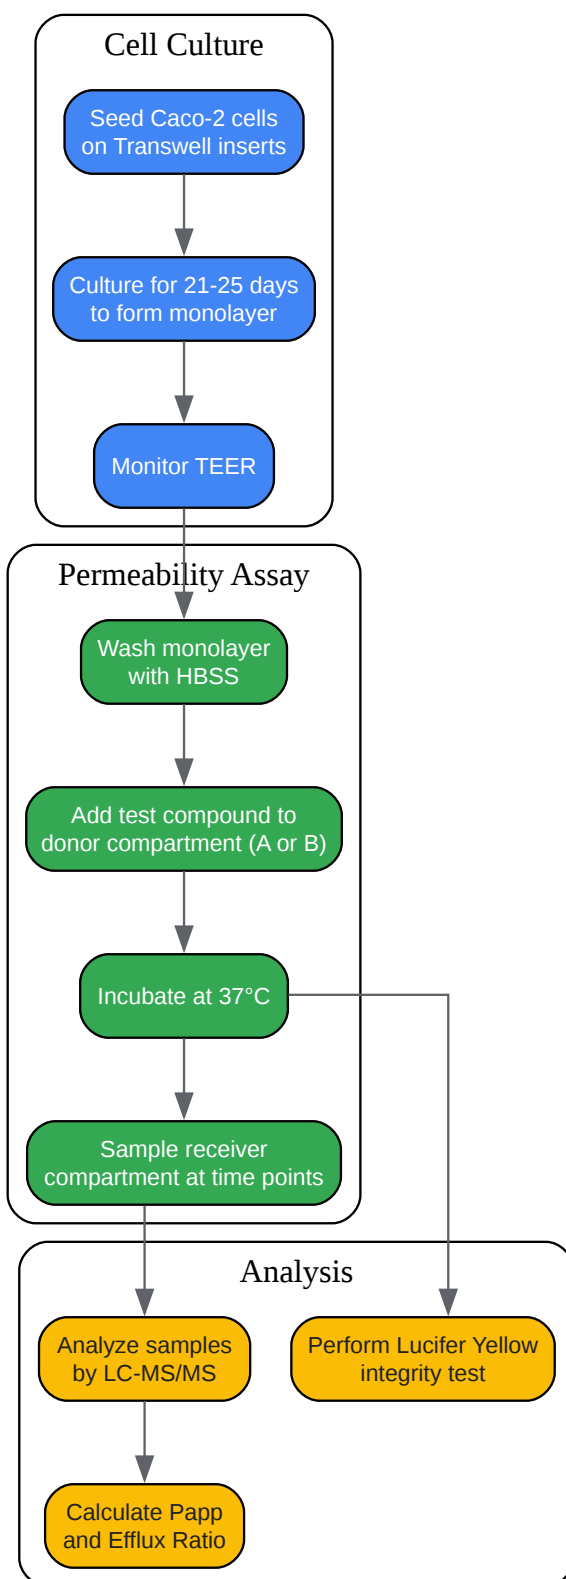 Cell Culture
Seed Caco-2 cells
on Transwell inserts
Culture for 21-25 days
to form monolayer
Monitor TEER
Permeability Assay
Wash monolayer
with HBSS
Add test compound to
donor compartment (A or B)
Incubate at 37°C
Sample receiver
compartment at time points
Analysis
Analyze samples
by LC-MS/MS
Perform Lucifer Yellow
integrity test
Calculate Papp
and Efflux Ratio